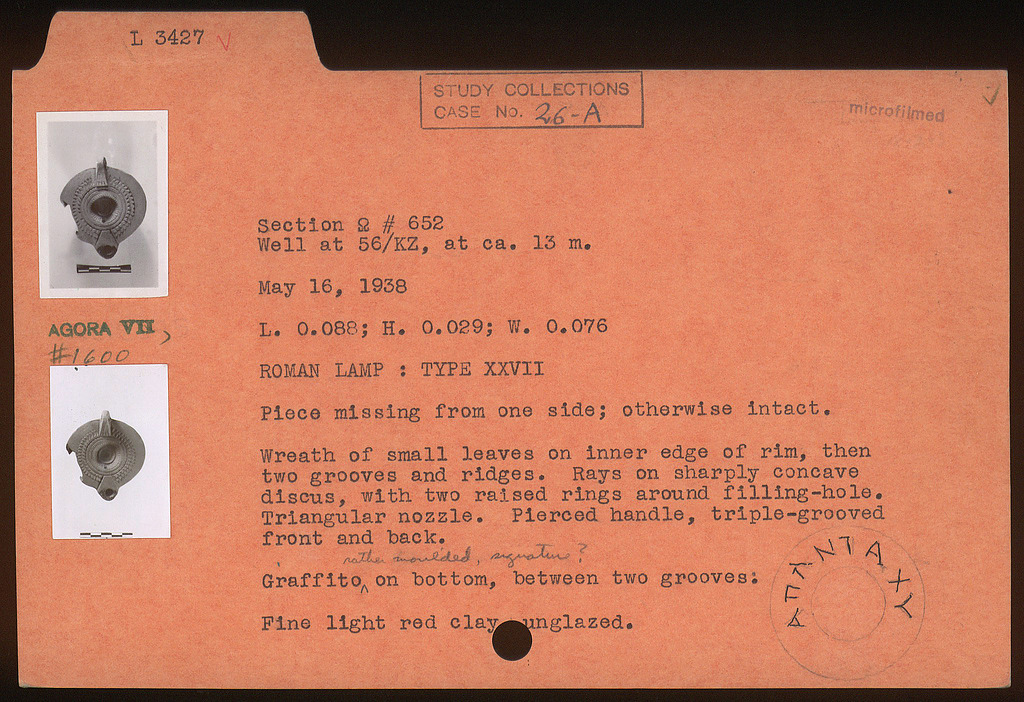 L 3427 ✓
STUDY COLLECTIONS
CASE No. 26-A
microfilmed
Section Ω # 652
Well at 56/KZ, at ca. 13 m.
May 16, 1938
AGORA VII,
#1600
L. 0.088; H. 0.029; W. 0.076
ROMAN LAMP : TYPE XXVII
Piece missing from one side; otherwise intact.
Wreath of small leaves on inner edge of rim, then
two grooves and ridges. Rays on sharply concave
discus, with two raised rings around filling-hole.
Triangular nozzle. Pierced handle, triple-grooved
front and back.
rather moulded, signature?
Graffito on bottom, between two grooves:
Fine light red clay unglazed.